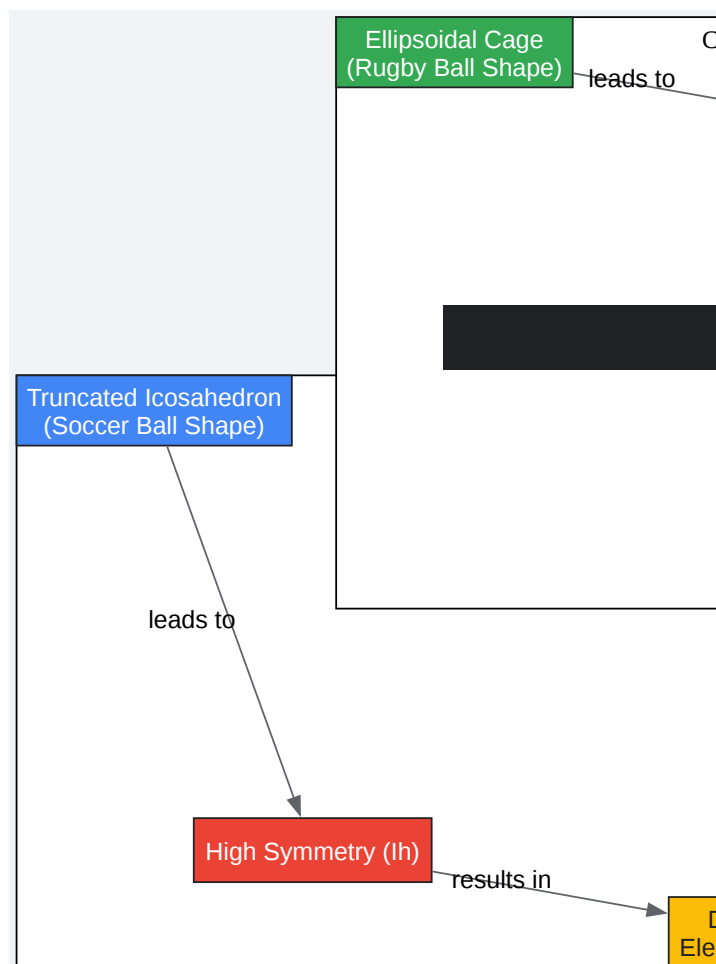 Ellipsoidal Cage
(Rugby Ball Shape)
leads to
Truncated Icosahedron
(Soccer Ball Shape)
leads to
High Symmetry (Ih)
results in